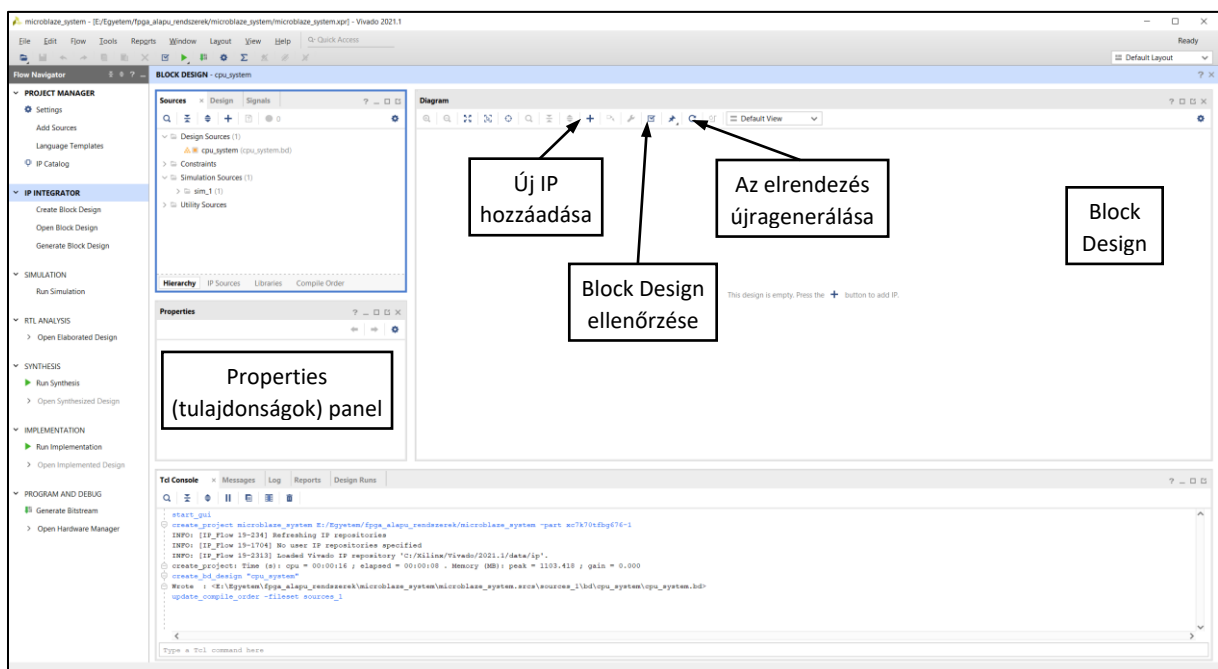 microblaze_system - [E:/Egyetem/fpga_alapu_rendszerek/microblaze_system/microblaze_system.xpr] - Vivado 2021.1
File Edit Flow Tools Reports Window Layout View Help Q- Quick Access
Ready
Default Layout
Flow Navigator
BLOCK DESIGN - cpu_system
PROJECT MANAGER
Settings
Add Sources
Language Templates
IP Catalog
IP INTEGRATOR
Create Block Design
Open Block Design
Generate Block Design
SIMULATION
Run Simulation
RTL ANALYSIS
Open Elaborated Design
SYNTHESIS
Run Synthesis
Open Synthesized Design
IMPLEMENTATION
Run Implementation
Open Implemented Design
PROGRAM AND DEBUG
Generate Bitstream
Open Hardware Manager
Sources Design Signals
0
Design Sources (1)
cpu_system (cpu_system.bd)
Constraints
Simulation Sources (1)
sim_1 (1)
Utility Sources
Hierarchy IP Sources Libraries Compile Order
Properties
Properties
(tulajdonságok) panel
Diagram
Default View
Új IP
hozzáadása
Az elrendezés
újragenerálása
Block
Design
Block Design
ellenőrzése
This design is empty. Press the + button to add IP.
Tcl Console Messages Log Reports Design Runs
start_gui
create_project microblaze_system E:/Egyetem/fpga_alapu_rendszerek/microblaze_system -part xc7k70tfbg676-1
INFO: [IP_Flow 19-234] Refreshing IP repositories
INFO: [IP_Flow 19-1704] No user IP repositories specified
INFO: [IP_Flow 19-2313] Loaded Vivado IP repository 'C:/Xilinx/Vivado/2021.1/data/ip'.
create_project: Time (s): cpu = 00:00:16 ; elapsed = 00:00:08 . Memory (MB): peak = 1103.418 ; gain = 0.000
create_bd_design "cpu_system"
Wrote : <E:\Egyetem\fpga_alapu_rendszerek\microblaze_system\microblaze_system.srcs\sources_1\bd\cpu_system\cpu_system.bd>
update_compile_order -fileset sources_1
Type a Tcl command here